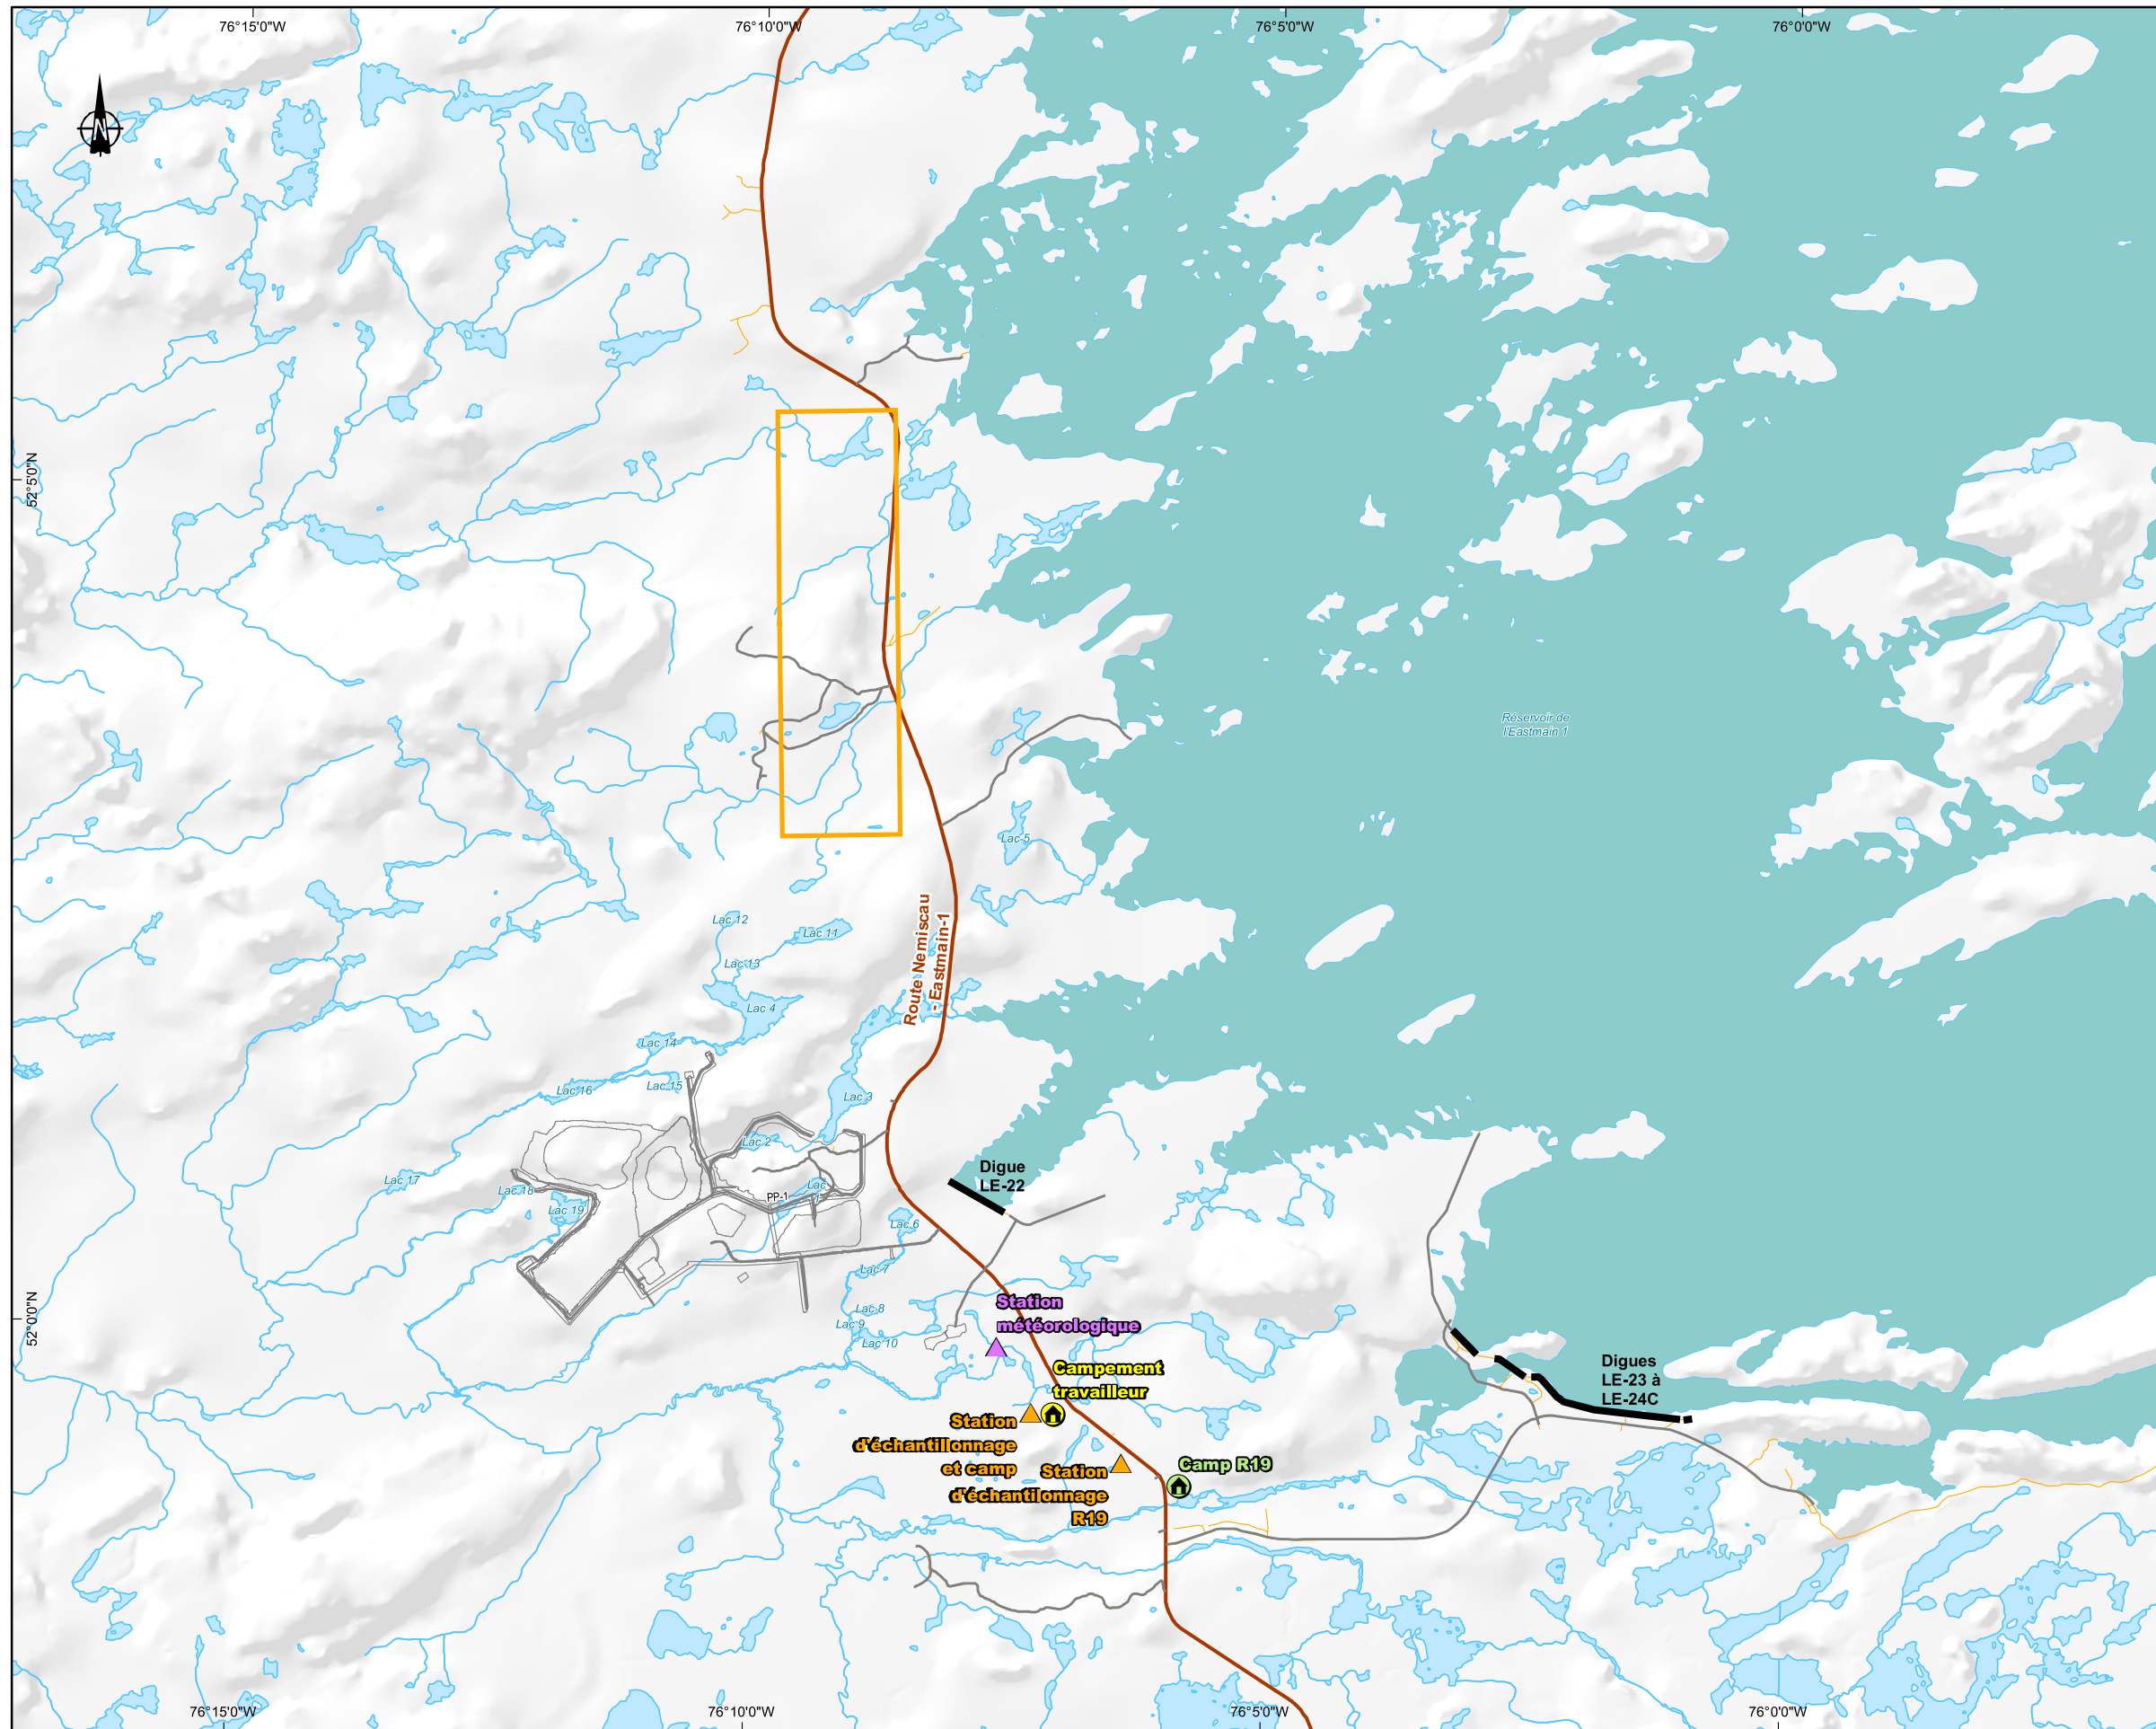 76°15'0"W
76°10'0"W
76°5'0"W
76°0'0"W
N
52°5'0"N
Réservoir de
l'Eastmain 1
Lac 5
Route Nemiscau
- Eastmain-1
Lac 12
Lac 11
Lac 13
Lac 4
Lac 14
Lac 15
Lac 16
Lac 3
Lac 2
Lac 17
Lac 18
Lac 19
PP-1
Lac
Lac 6
Lac 7
Lac 8
Lac 9
Lac 10
Digue
LE-22
52°0'0"N
Station
météorologique
Campement
travailleur
Station
d'échantillonnage
et camp
Station
d'échantilonnage
R19
Camp R19
Digues
LE-23 à
LE-24C
76°15'0"W
76°10'0"W
76°5'0"W
76°0'0"W